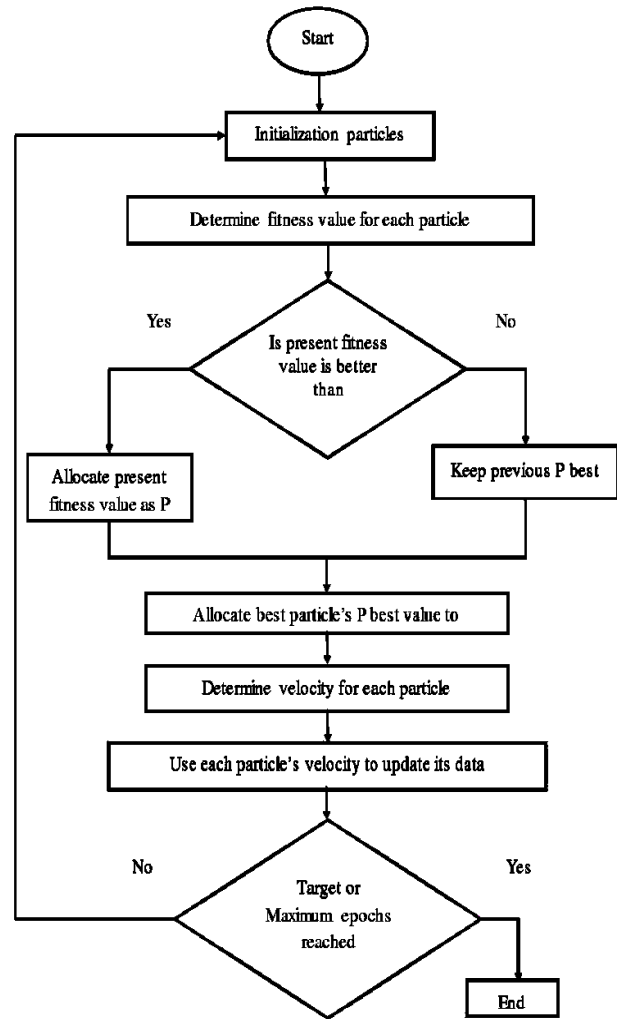 Start
Initialization particles
Determine fitness value for each particle
Yes
No
Is present fitness
value is better
than
Allocate present
fitness value as P
Keep previous P best
Allocate best particle's P best value to
Determine velocity for each particle
Use each particle's velocity to update its data
No
Yes
Target or
Maximum epochs
reached
End